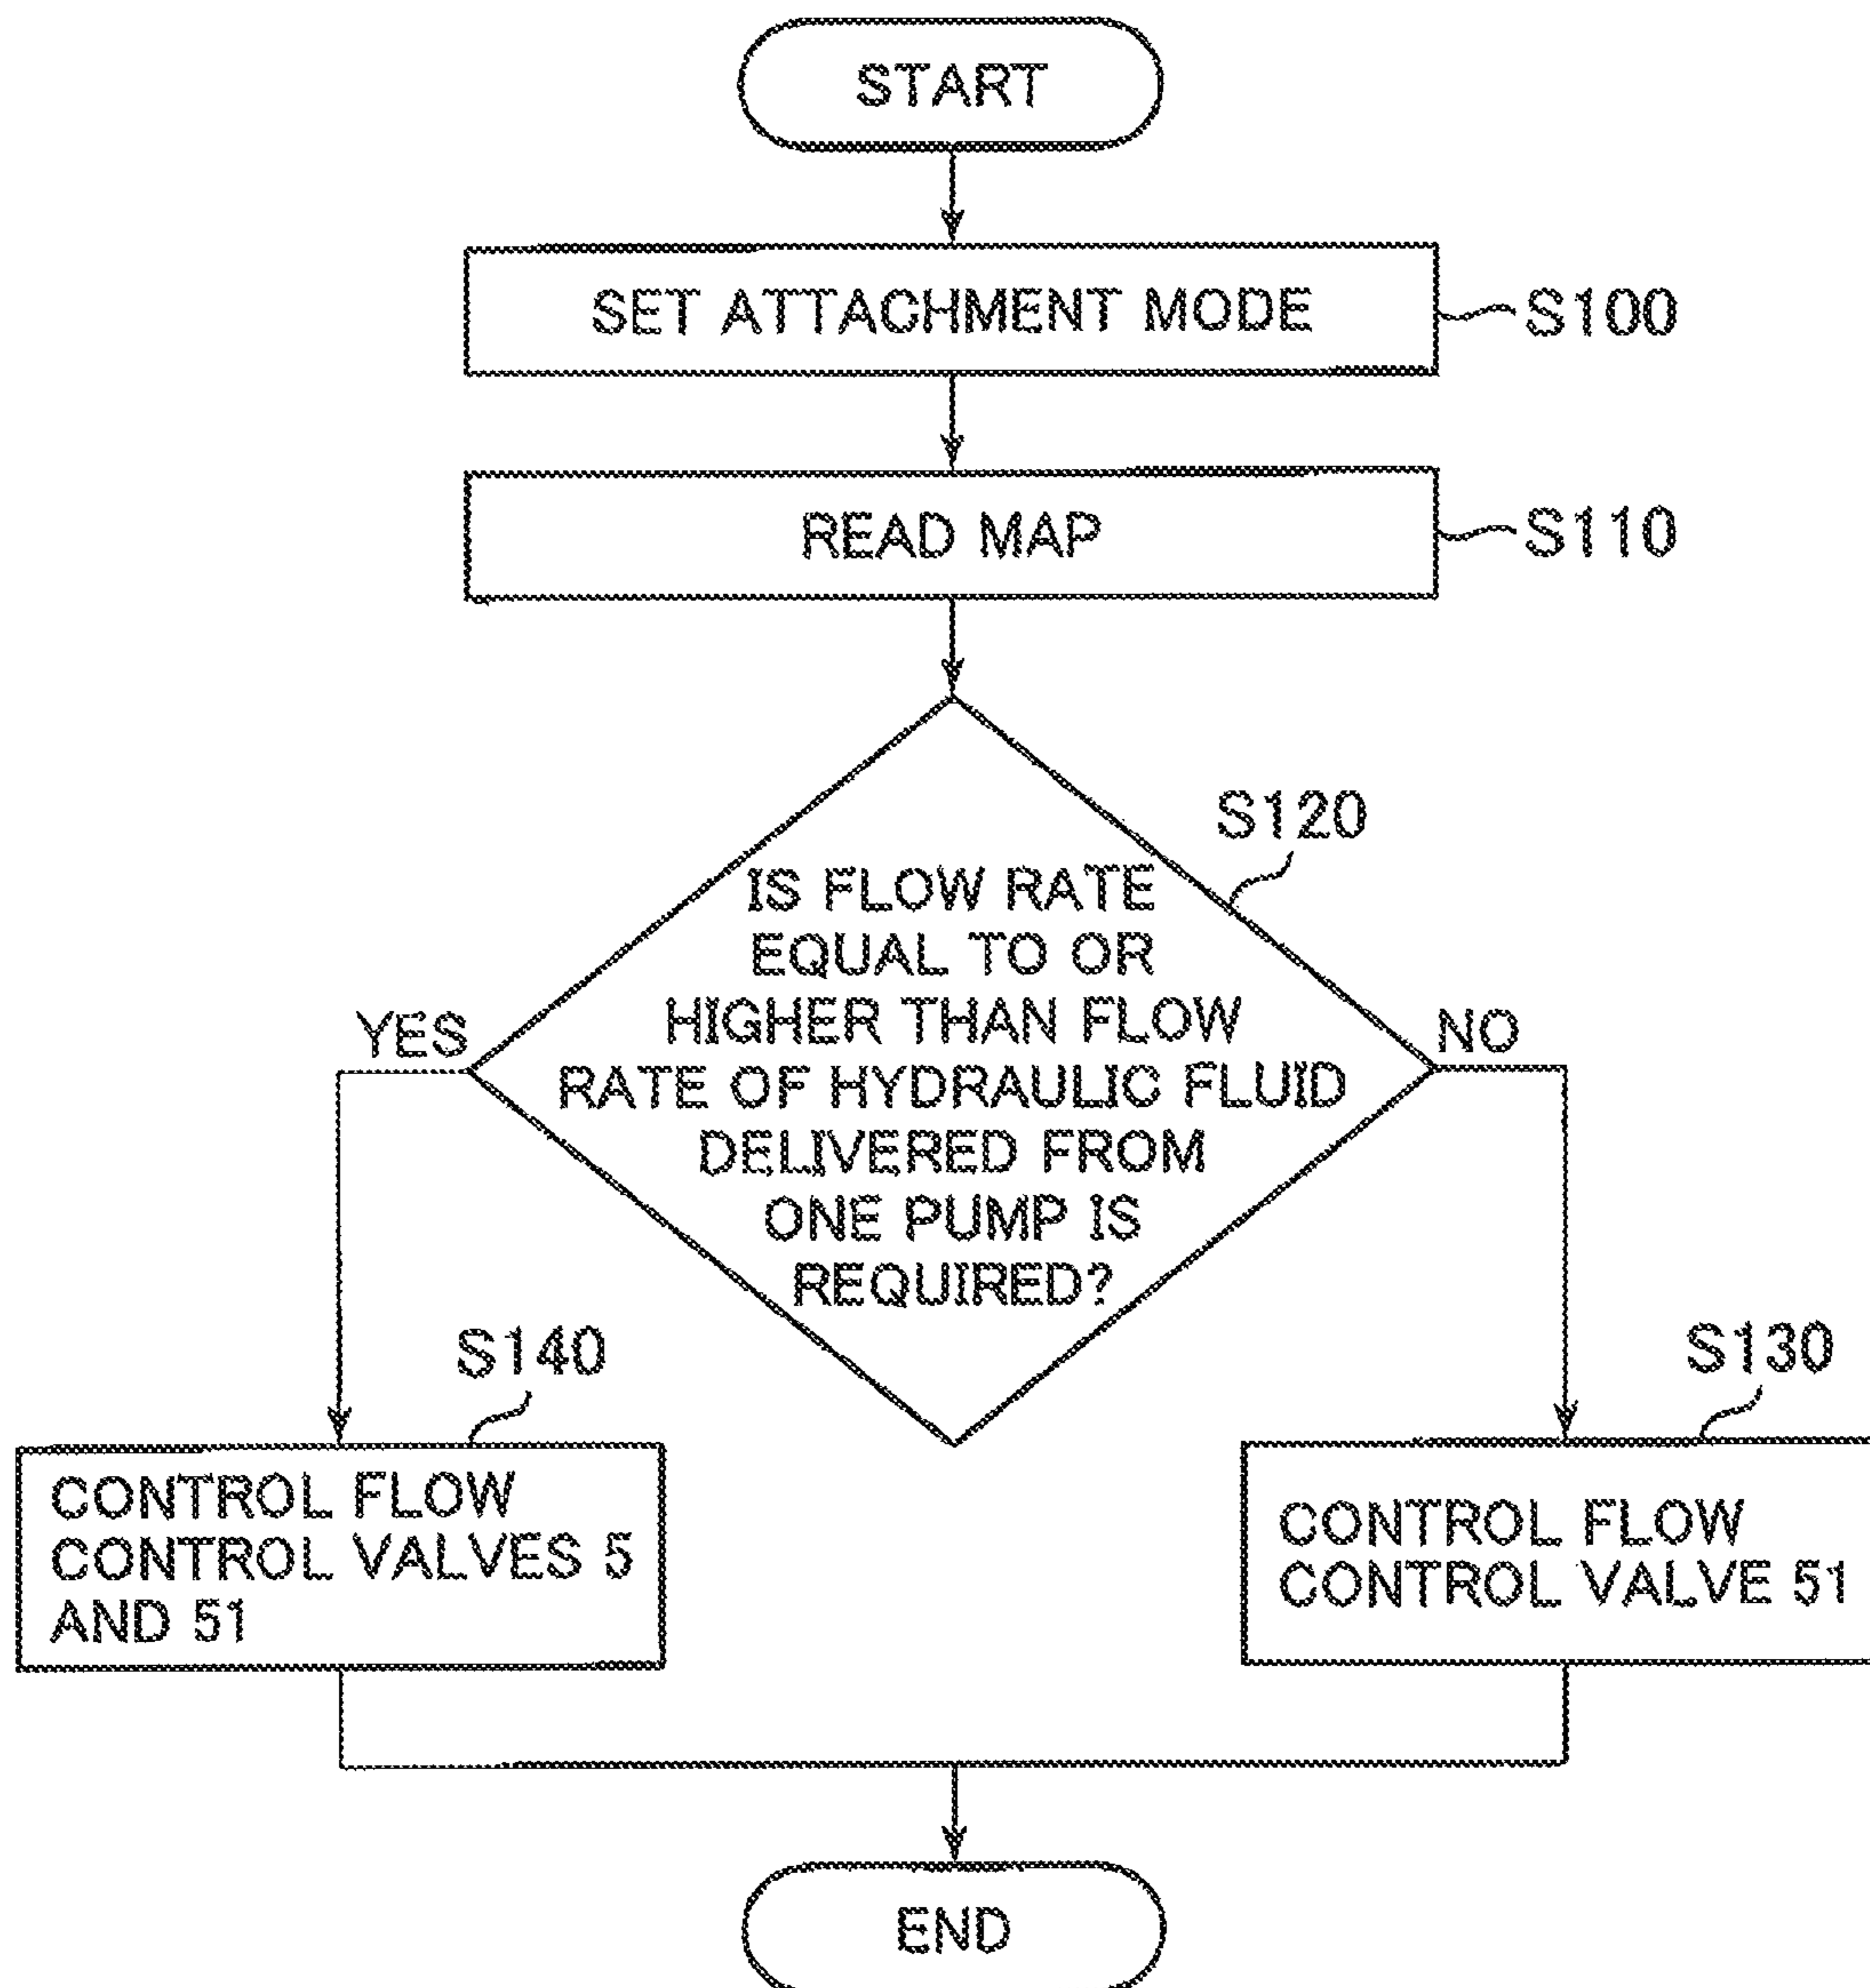 START
SET ATTACHMENT MODE
S100
READ MAP
S110
S120
IS FLOW RATE
EQUAL TO OR
HIGHER THAN FLOW
RATE OF HYDRAULIC FLUID
DELIVERED FROM
ONE PUMP IS
REQUIRED?
YES
NO
S140
CONTROL FLOW
CONTROL VALVES 5
AND 51
S130
CONTROL FLOW
CONTROL VALVE 51
END